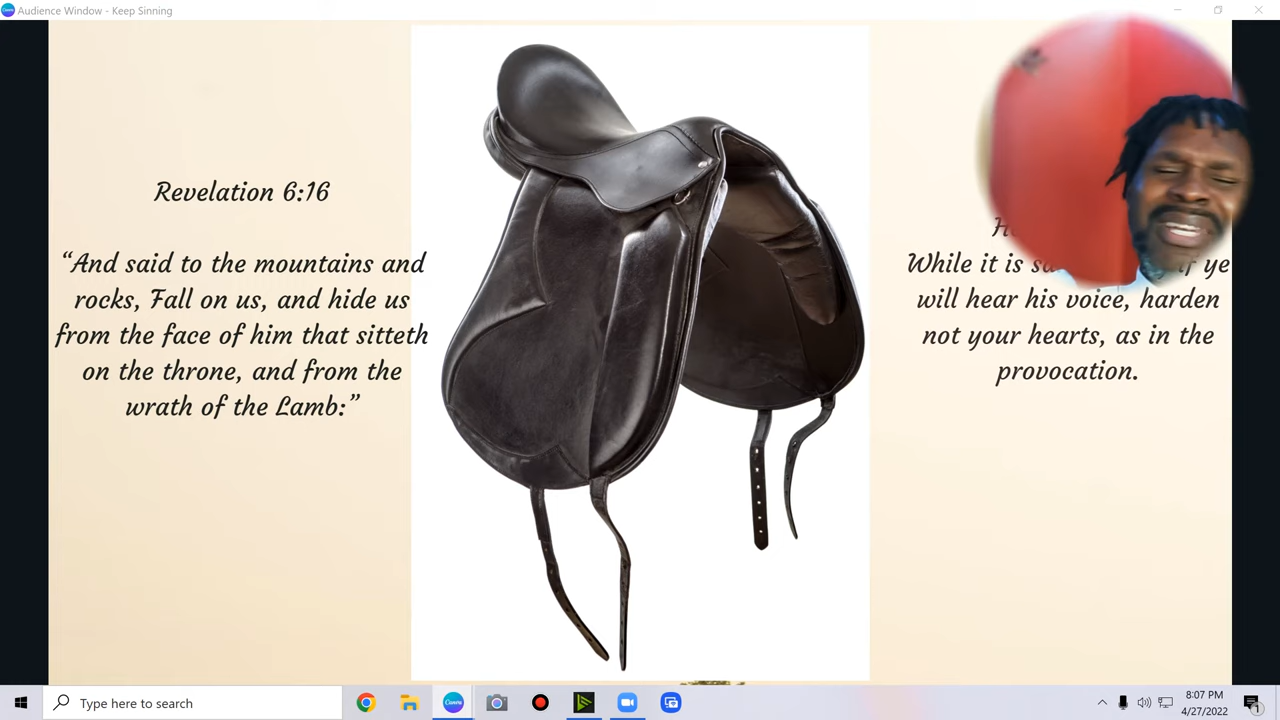 Audience Window - Keep Sinning
Revelation 6:16
“And said to the mountains and
rocks, Fall on us, and hide us
from the face of him that sitteth
on the throne, and from the
wrath of the Lamb:”
While it is if ye
will hear his voice, harden
not your hearts, as in the
provocation.
Type here to search
8:07 PM
4/27/2022